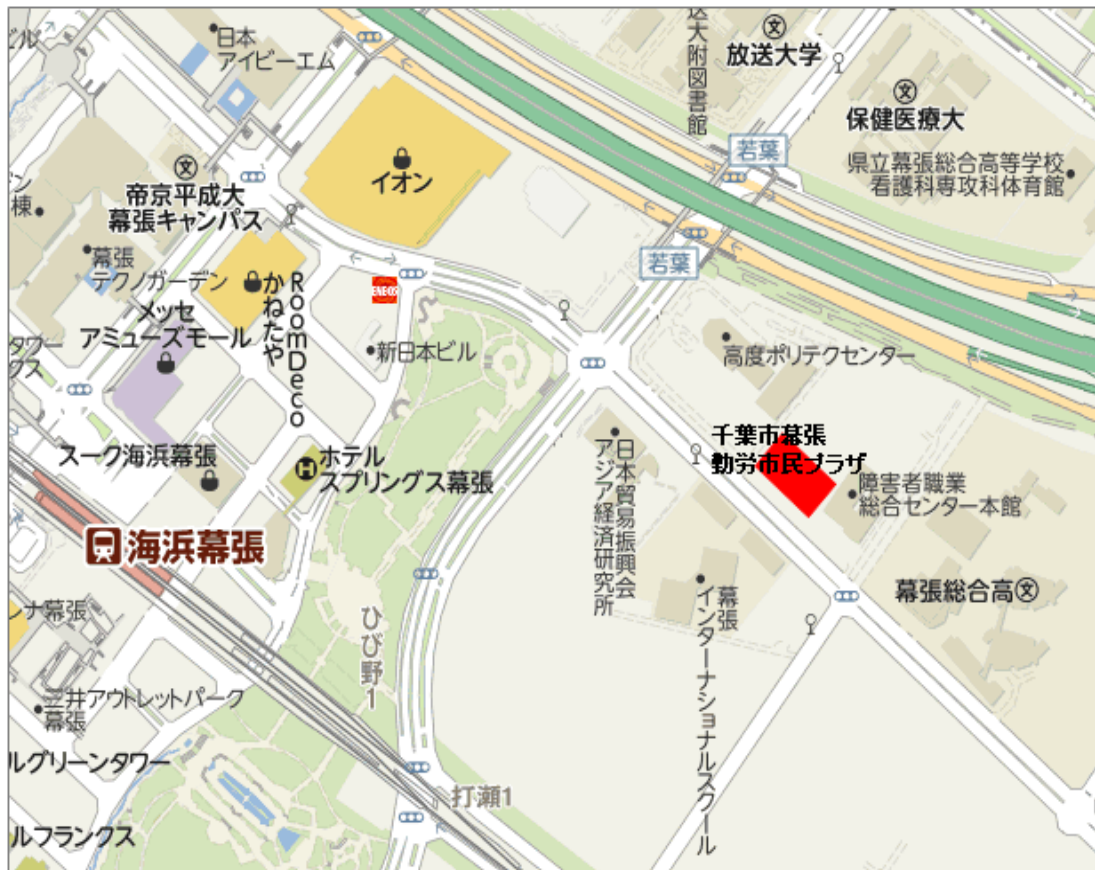 ビル
日本
アイビーエム
送大附図書館
放送大学
保健医療大
若葉
県立幕張総合高等学校
看護科専攻科体育館
イオン
帝京平成大
幕張キャンパス
棟
幕張
テクノガーデン
若葉
ENEOS
RoomDeco
かねたや
メッセ
アミューズモール
タワー
クス
新日本ビル
高度ポリテクセンター
千葉市幕張
勤労市民プラザ
スーク海浜幕張
H
ホテル
スプリングス幕張
日本貿易振興会
アジア経済研究所
障害者職業
総合センター本館
海浜幕張
幕張
インターナショナルスクール
幕張総合高
ナ幕張
ひび野1
三井アウトレットパーク
幕張
ルグリーンタワー
打瀬1
ルフランクス